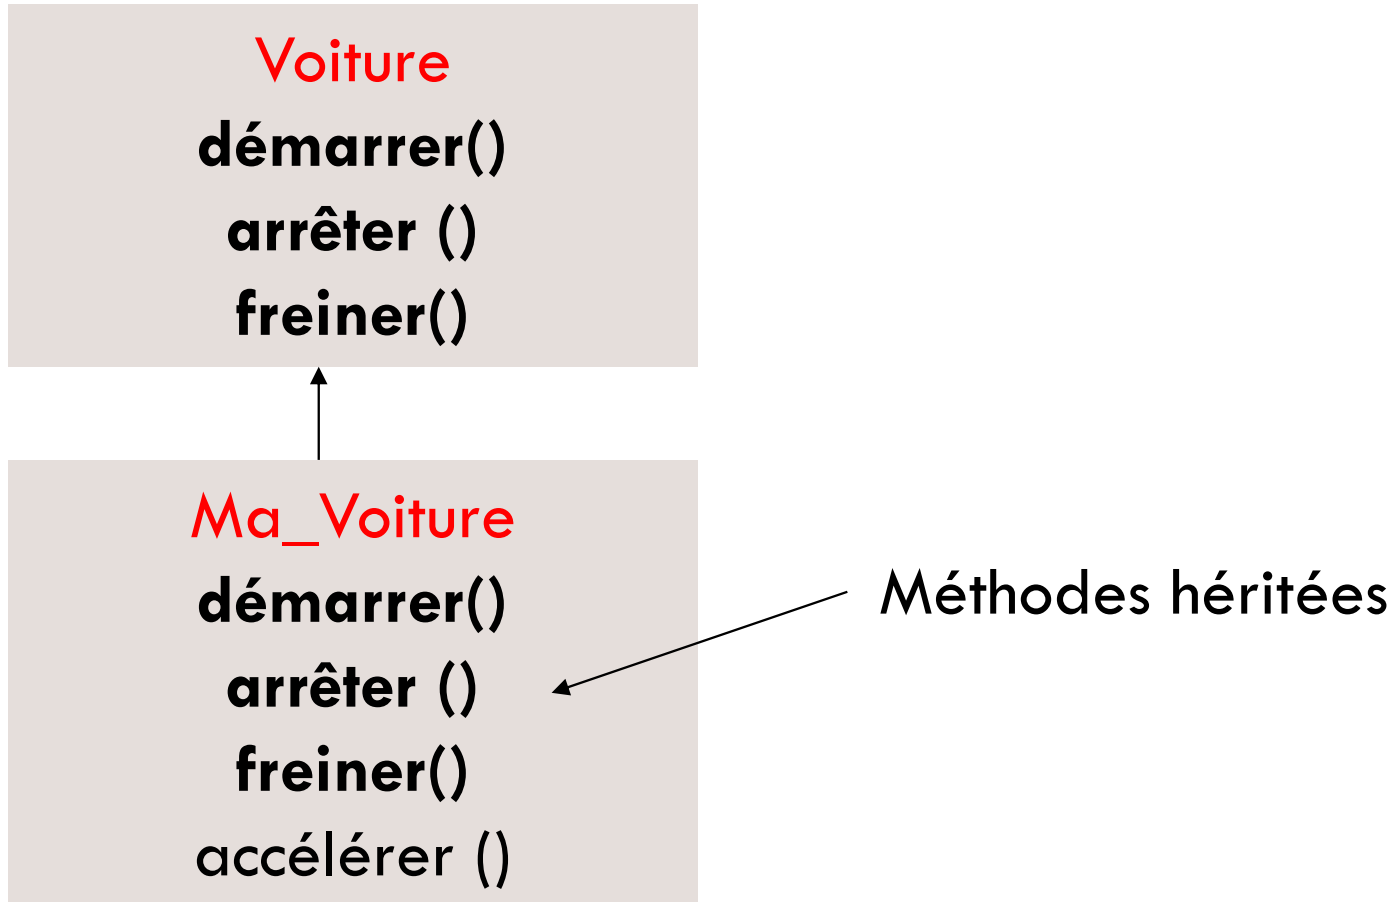 Voiture
démarrer()
arrêter ()
freiner()
Ma_Voiture
démarrer()
arrêter ()
freiner()
accélérer ()
Méthodes héritées